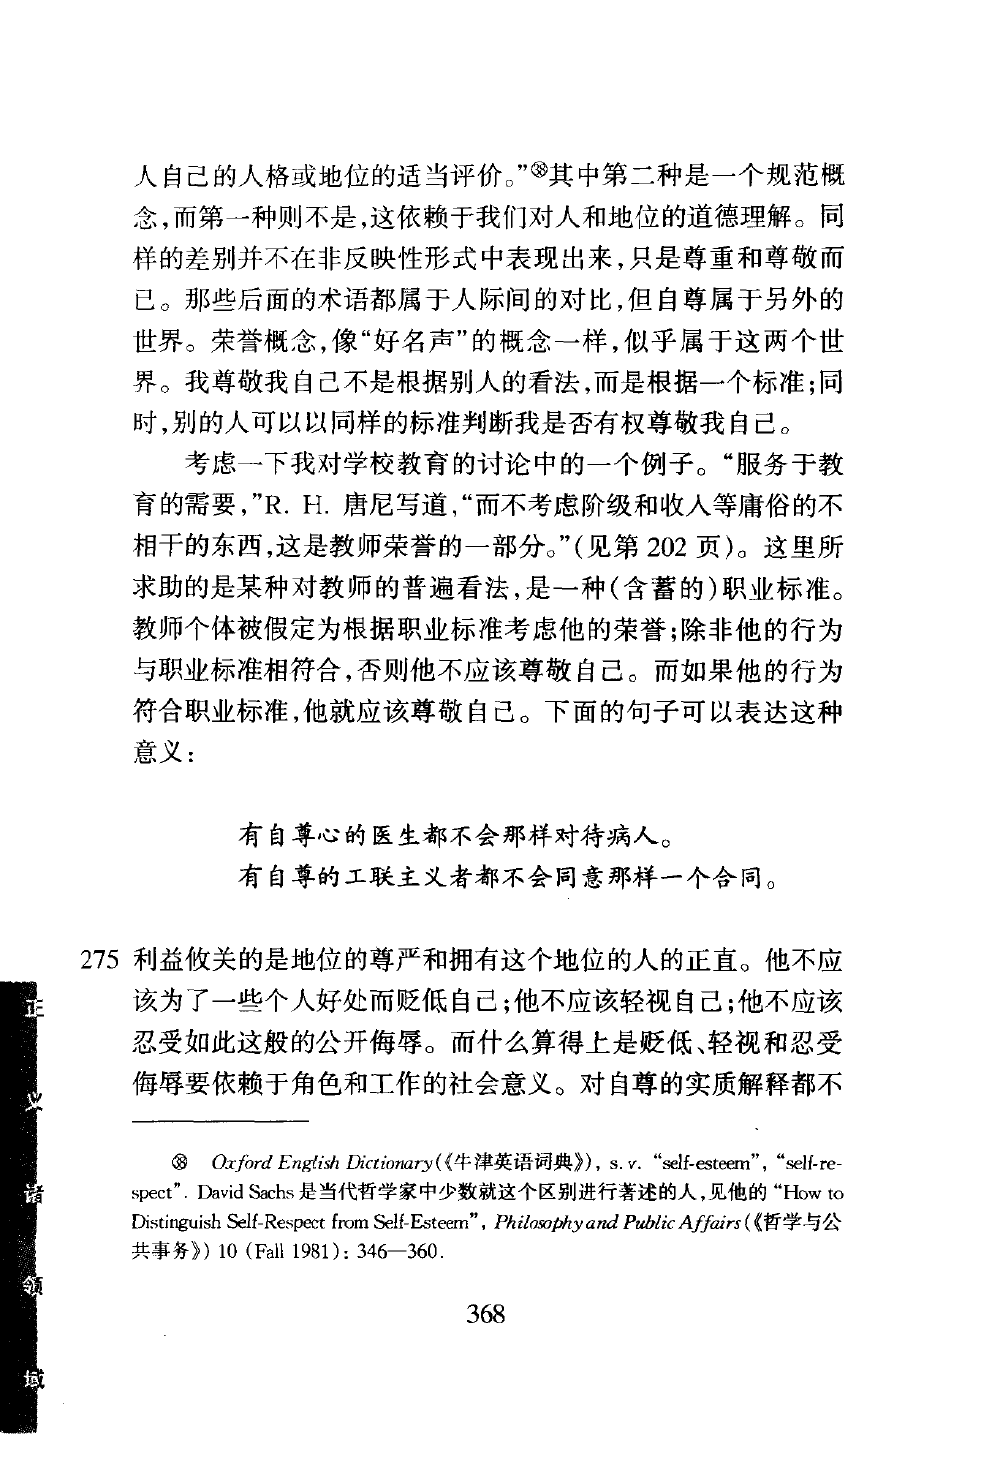 人自己的人格或地位的适当评价。”㊳其中第二种是一个规范概
念,而第一种则不是,这依赖于我们对人和地位的道德理解。同
样的差别并不在非反映性形式中表现出来,只是尊重和尊敬而
已。那些后面的术语都属于人际间的对比,但自尊属于另外的
世界。荣誉概念,像“好名声”的概念一样,似乎属于这两个世
界。我尊敬我自己不是根据别人的看法,而是根据一个标准;同
时,别的人可以以同样的标准判断我是否有权尊敬我自己。
考虑一下我对学校教育的讨论中的一个例子。“服务于教
育的需要,”R. H. 唐尼写道,“而不考虑阶级和收人等庸俗的不
相干的东西,这是教师荣誉的一部分。”(见第 202 页)。这里所
求助的是某种对教师的普遍看法,是一种(含蓄的)职业标准。
教师个体被假定为根据职业标准考虑他的荣誉;除非他的行为
与职业标准相符合,否则他不应该尊敬自己。而如果他的行为
符合职业标准,他就应该尊敬自己。下面的句子可以表达这种
意义:
有自尊心的医生都不会那样对待病人。
有自尊的工联主义者都不会同意那样一个合同。
275 利益攸关的是地位的尊严和拥有这个地位的人的正直。他不应
该为了一些个人好处而贬低自己;他不应该轻视自己;他不应该
忍受如此这般的公开侮辱。而什么算得上是贬低、轻视和忍受
侮辱要依赖于角色和工作的社会意义。对自尊的实质解释都不
㊳ Oxford English Dictionary(《牛津英语词典》), s. v. “self-esteem”, “self-re-
spect”. David Sachs 是当代哲学家中少数就这个区别进行著述的人,见他的 “How to
Distinguish Self-Respect from Self-Esteem”, Philosophy and Public Affairs(《哲学与公
共事务》) 10 (Fall 1981): 346—360.
368
正
义
诸
领
域